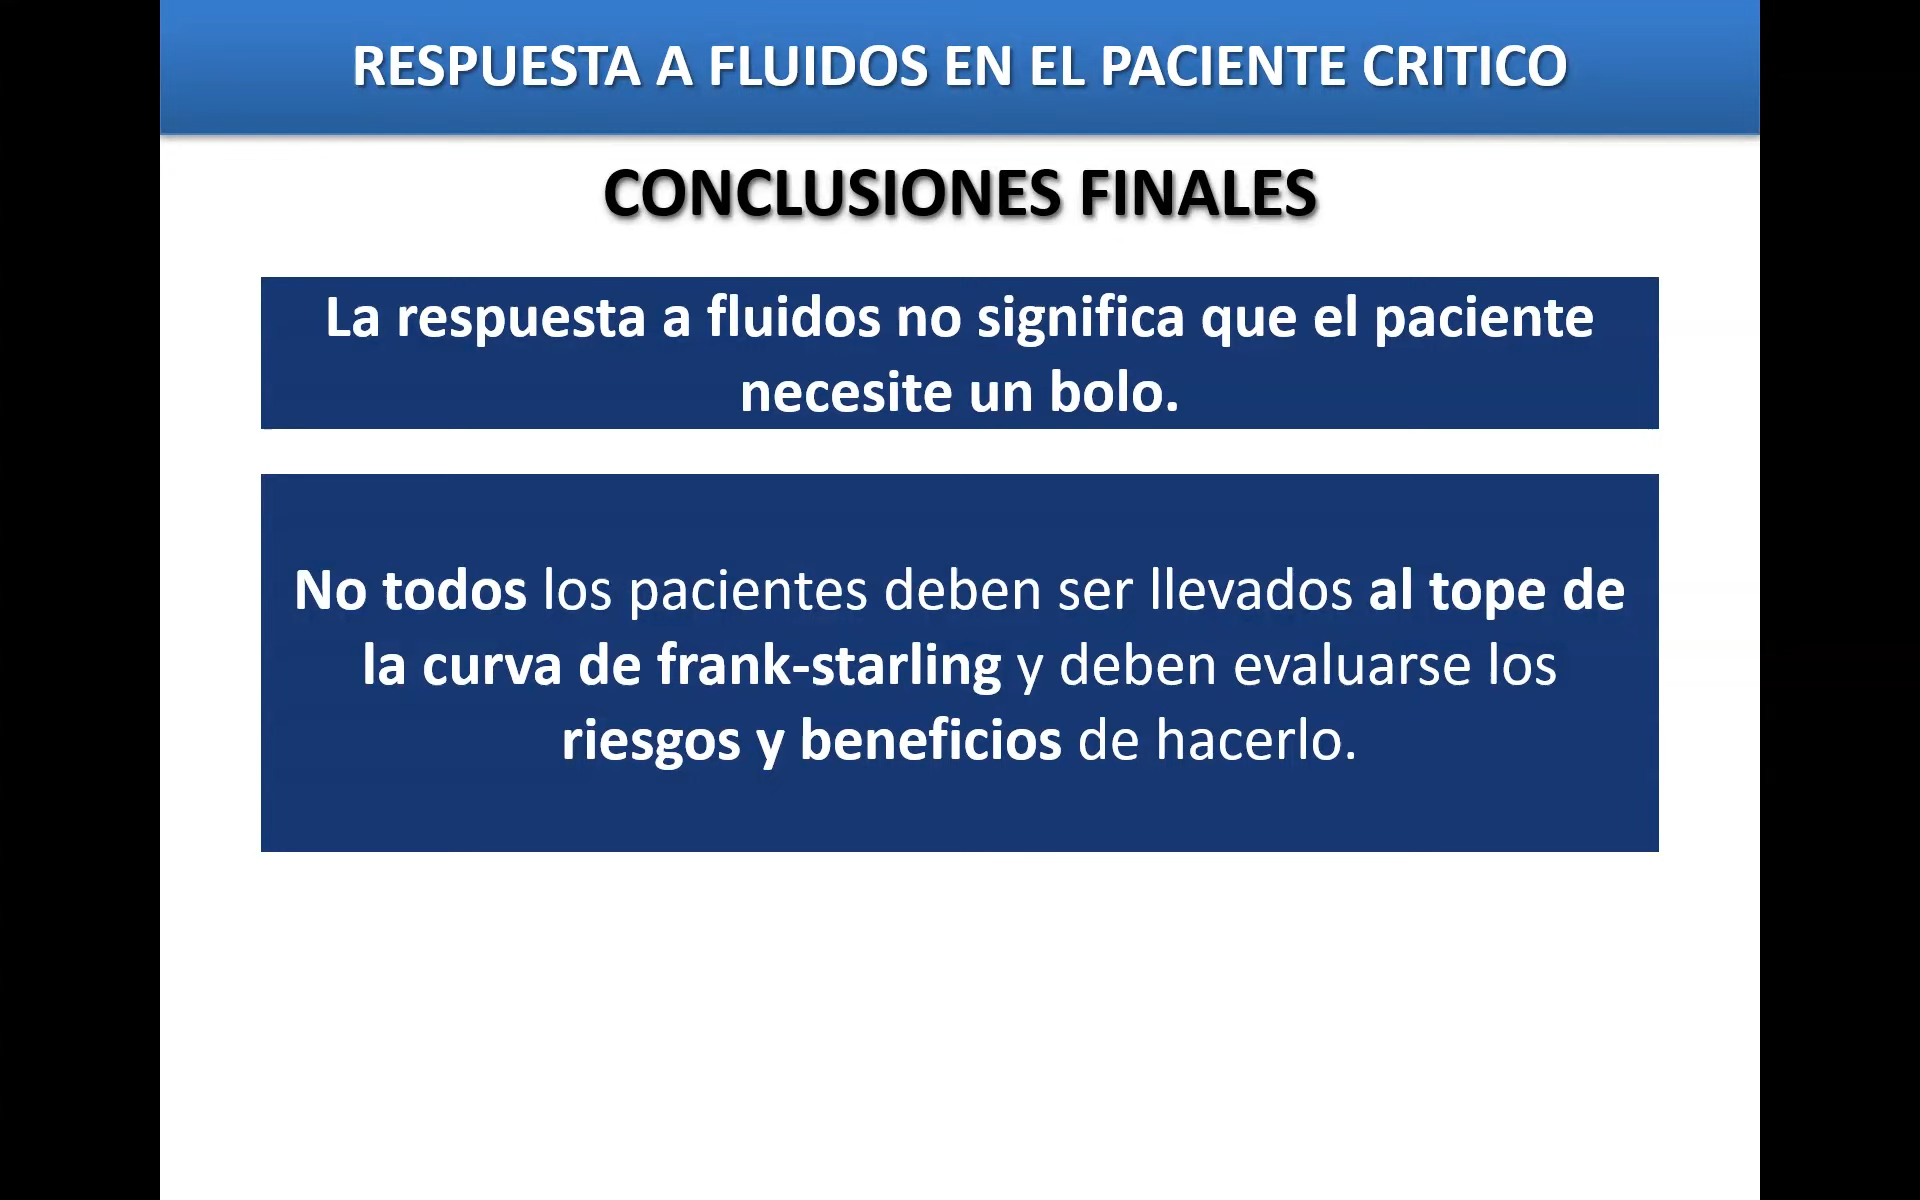 RESPUESTA A FLUIDOS EN EL PACIENTE CRITICO
CONCLUSIONES FINALES
La respuesta a fluidos no significa que el paciente
necesite un bolo.
No todos los pacientes deben ser llevados al tope de
la curva de frank-starling y deben evaluarse los
riesgos y beneficios de hacerlo.